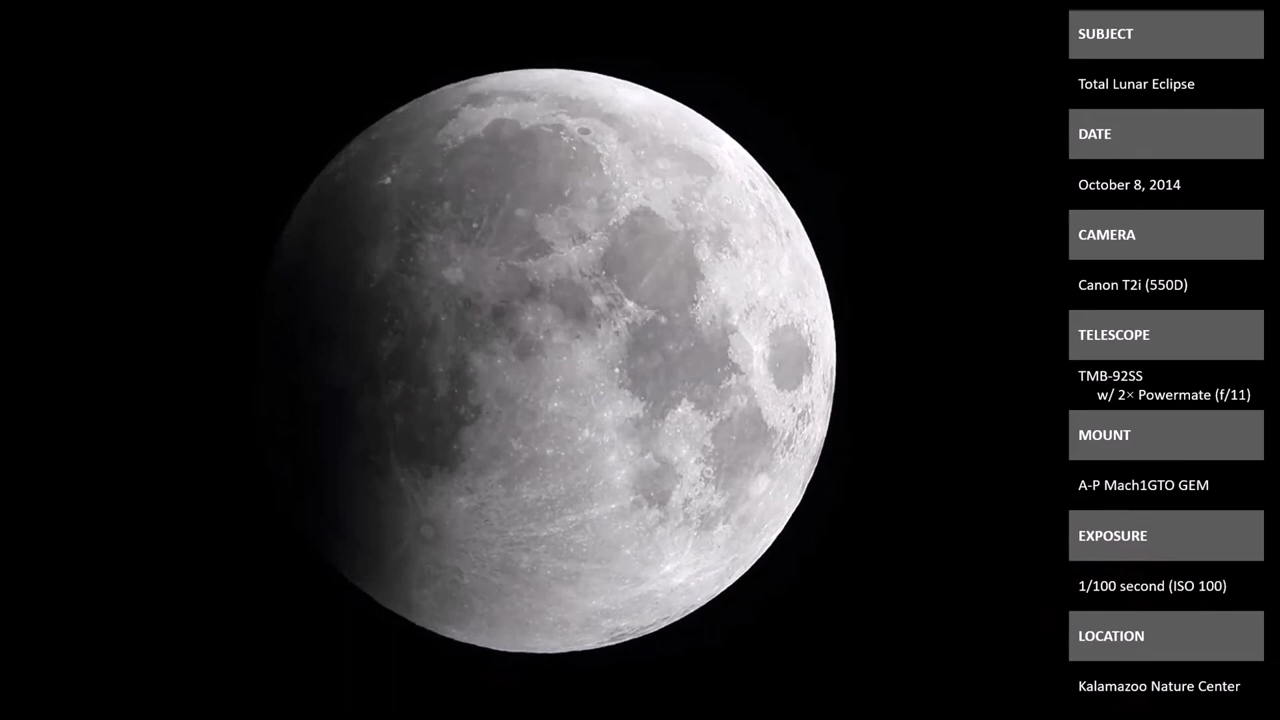 SUBJECT
Total Lunar Eclipse
DATE
October 8, 2014
CAMERA
Canon T2i (550D)
TELESCOPE
TMB-92SS
w/ 2× Powermate (f/11)
MOUNT
A-P Mach1GTO GEM
EXPOSURE
1/100 second (ISO 100)
LOCATION
Kalamazoo Nature Center